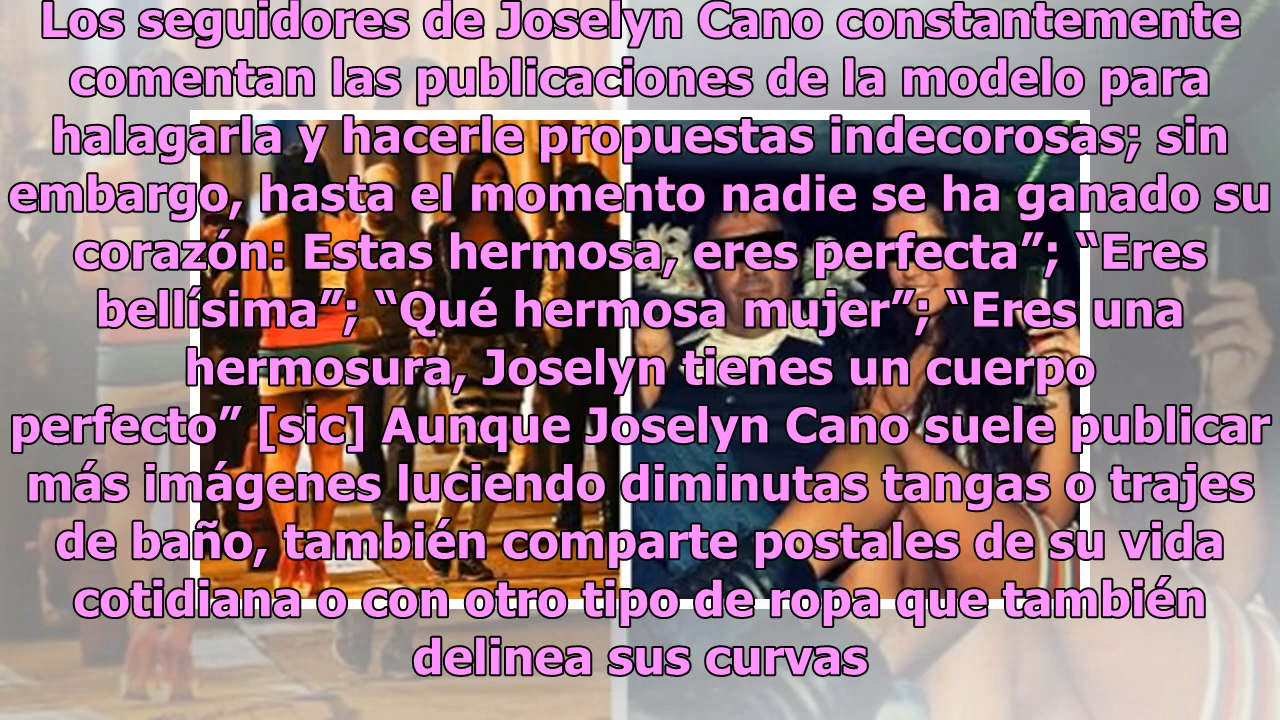 Los seguidores de Joselyn Cano constantemente
comentan las publicaciones de la modelo para
halagarla y hacerle propuestas indecorosas; sin
embargo, hasta el momento nadie se ha ganado su
corazón: Estas hermosa, eres perfecta”; “Eres
bellísima”; “Qué hermosa mujer”; “Eres una
hermosura, Joselyn tienes un cuerpo
perfecto” [sic] Aunque Joselyn Cano suele publicar
más imágenes luciendo diminutas tangas o trajes
de baño, también comparte postales de su vida
cotidiana o con otro tipo de ropa que también
delinea sus curvas